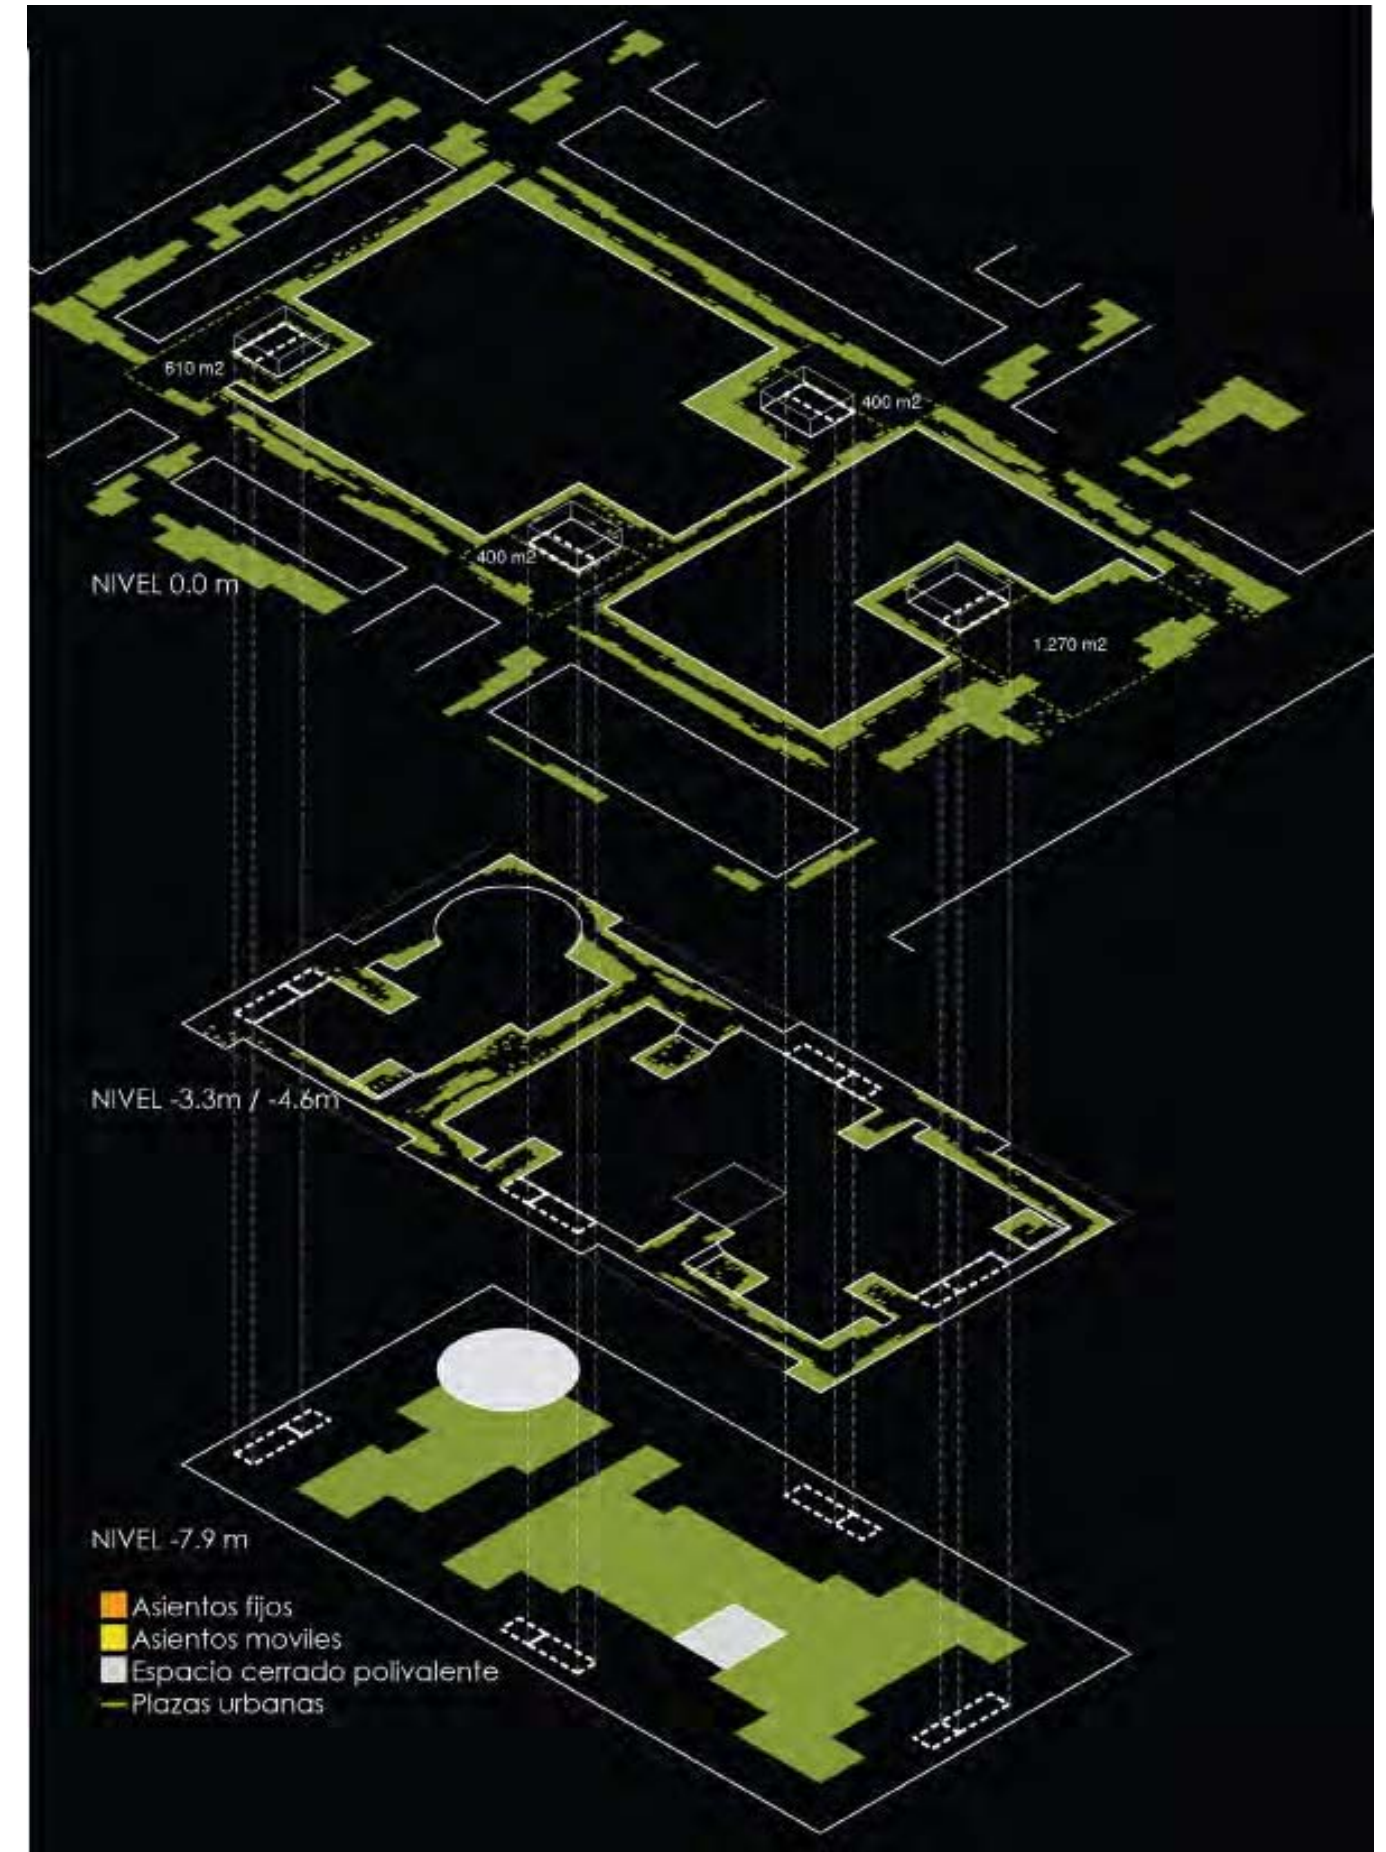 610 m2
400 m2
400 m2
NIVEL 0.0 m
1.270 m2
NIVEL -3.3m / -4.6m
NIVEL -7.9 m
Asientos fijos
Asientos moviles
Espacio cerrado polivalente
Plazas urbanas